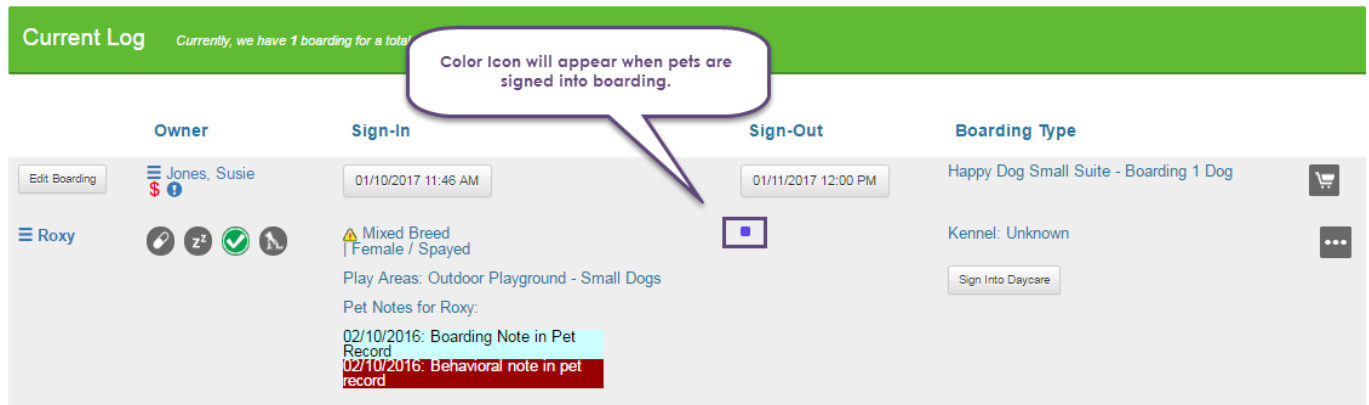 Current Log Currently, we have 1 boarding for a total
Color Icon will appear when pets are
signed into boarding.
Owner Sign-In Sign-Out Boarding Type
Edit Boarding Jones, Susie 01/10/2017 11:46 AM 01/11/2017 12:00 PM Happy Dog Small Suite - Boarding 1 Dog
$ !
Roxy zz Mixed Breed Kennel: Unknown
| Female / Spayed
Play Areas: Outdoor Playground - Small Dogs Sign Into Daycare
Pet Notes for Roxy:
02/10/2016: Boarding Note in Pet
Record
02/10/2016: Behavioral note in pet
record